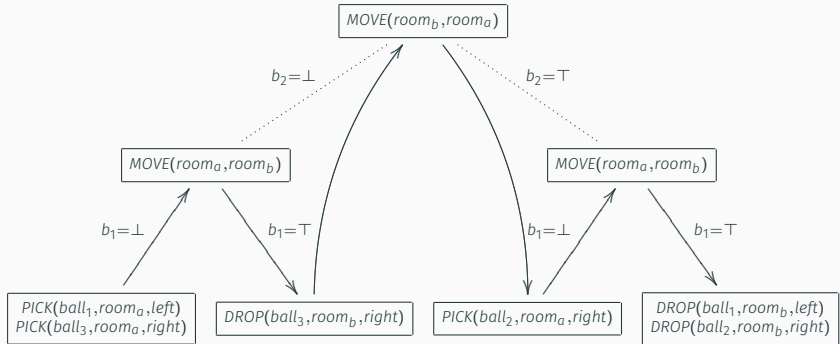 MOVE(room_b,room_a)
b_2=⊥
b_2=⊤
MOVE(room_a,room_b)
MOVE(room_a,room_b)
b_1=⊥
b_1=⊤
b_1=⊥
b_1=⊤
PICK(ball_1,room_a,left)
PICK(ball_3,room_a,right)
DROP(ball_3,room_b,right)
PICK(ball_2,room_a,right)
DROP(ball_1,room_b,left)
DROP(ball_2,room_b,right)